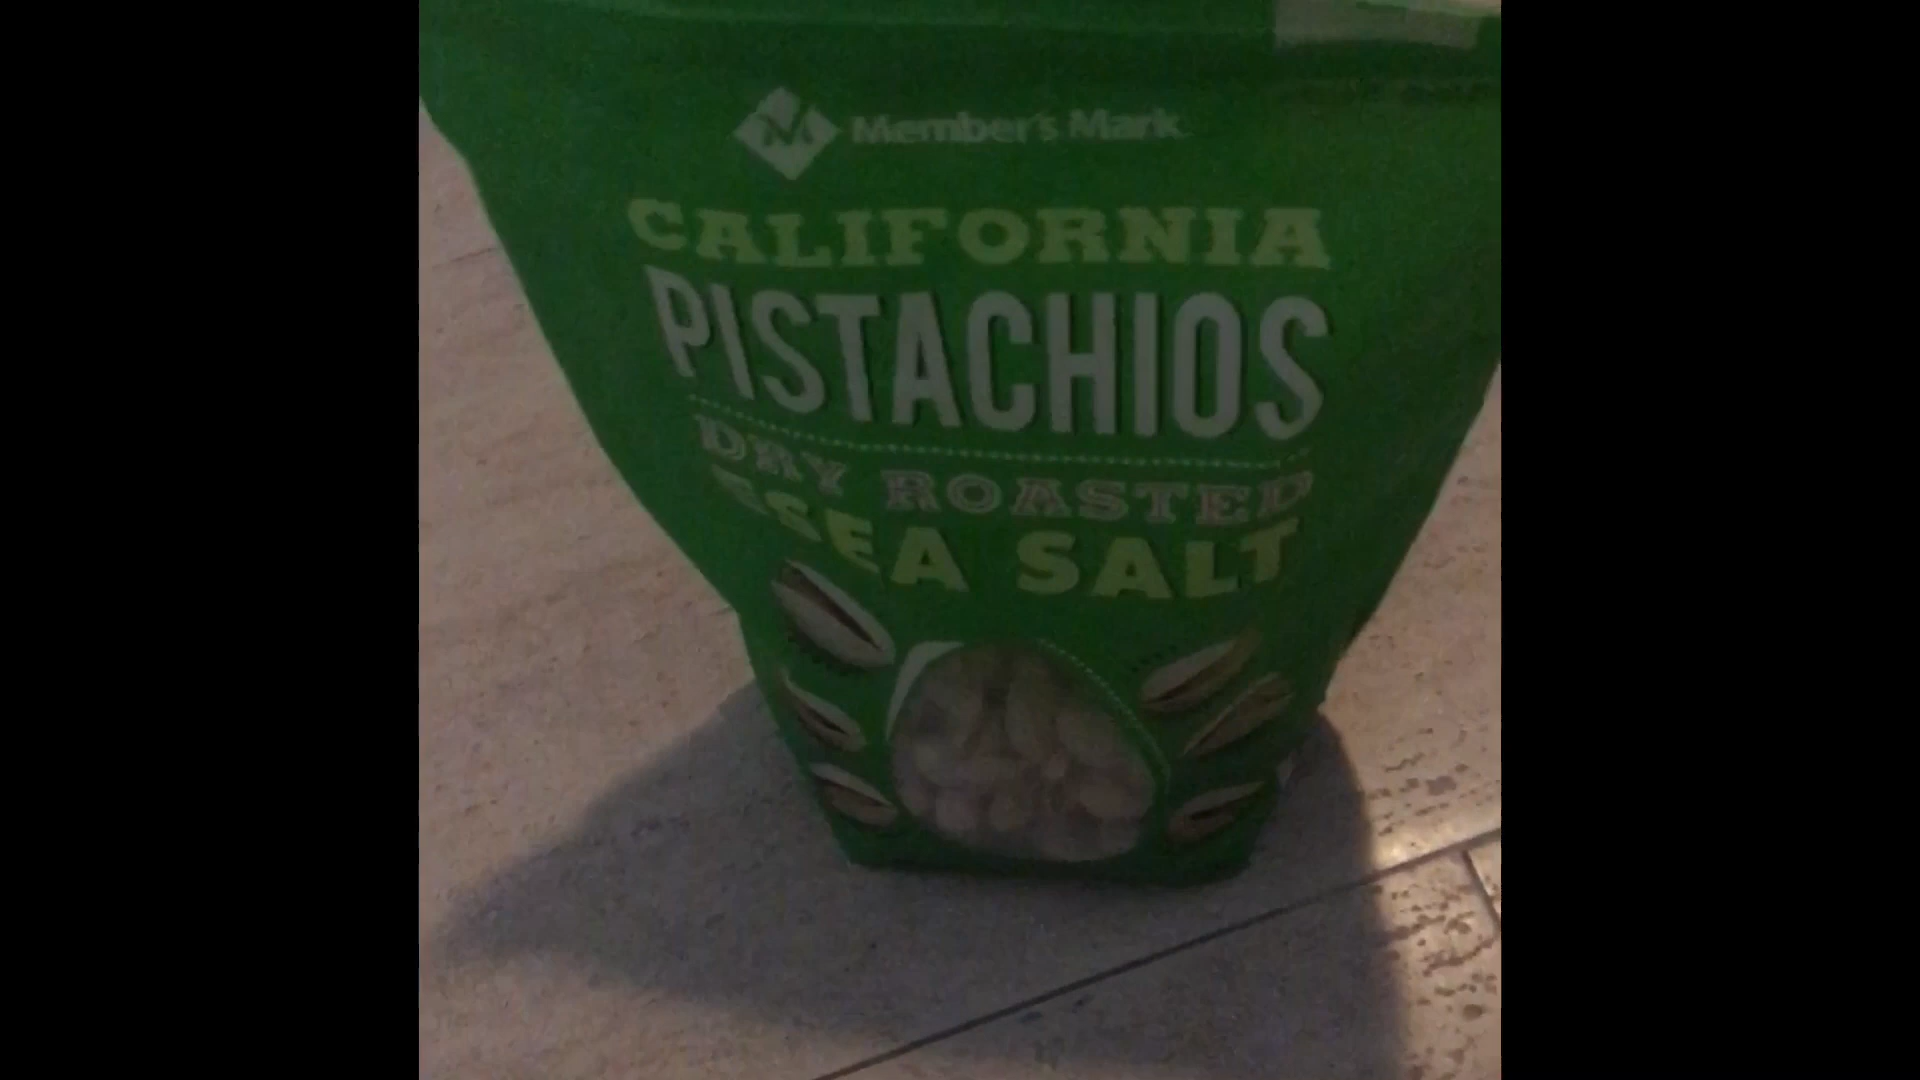 Member's Mark
CALIFORNIA
PISTACHIOS
DRY ROASTED
SEA SALT